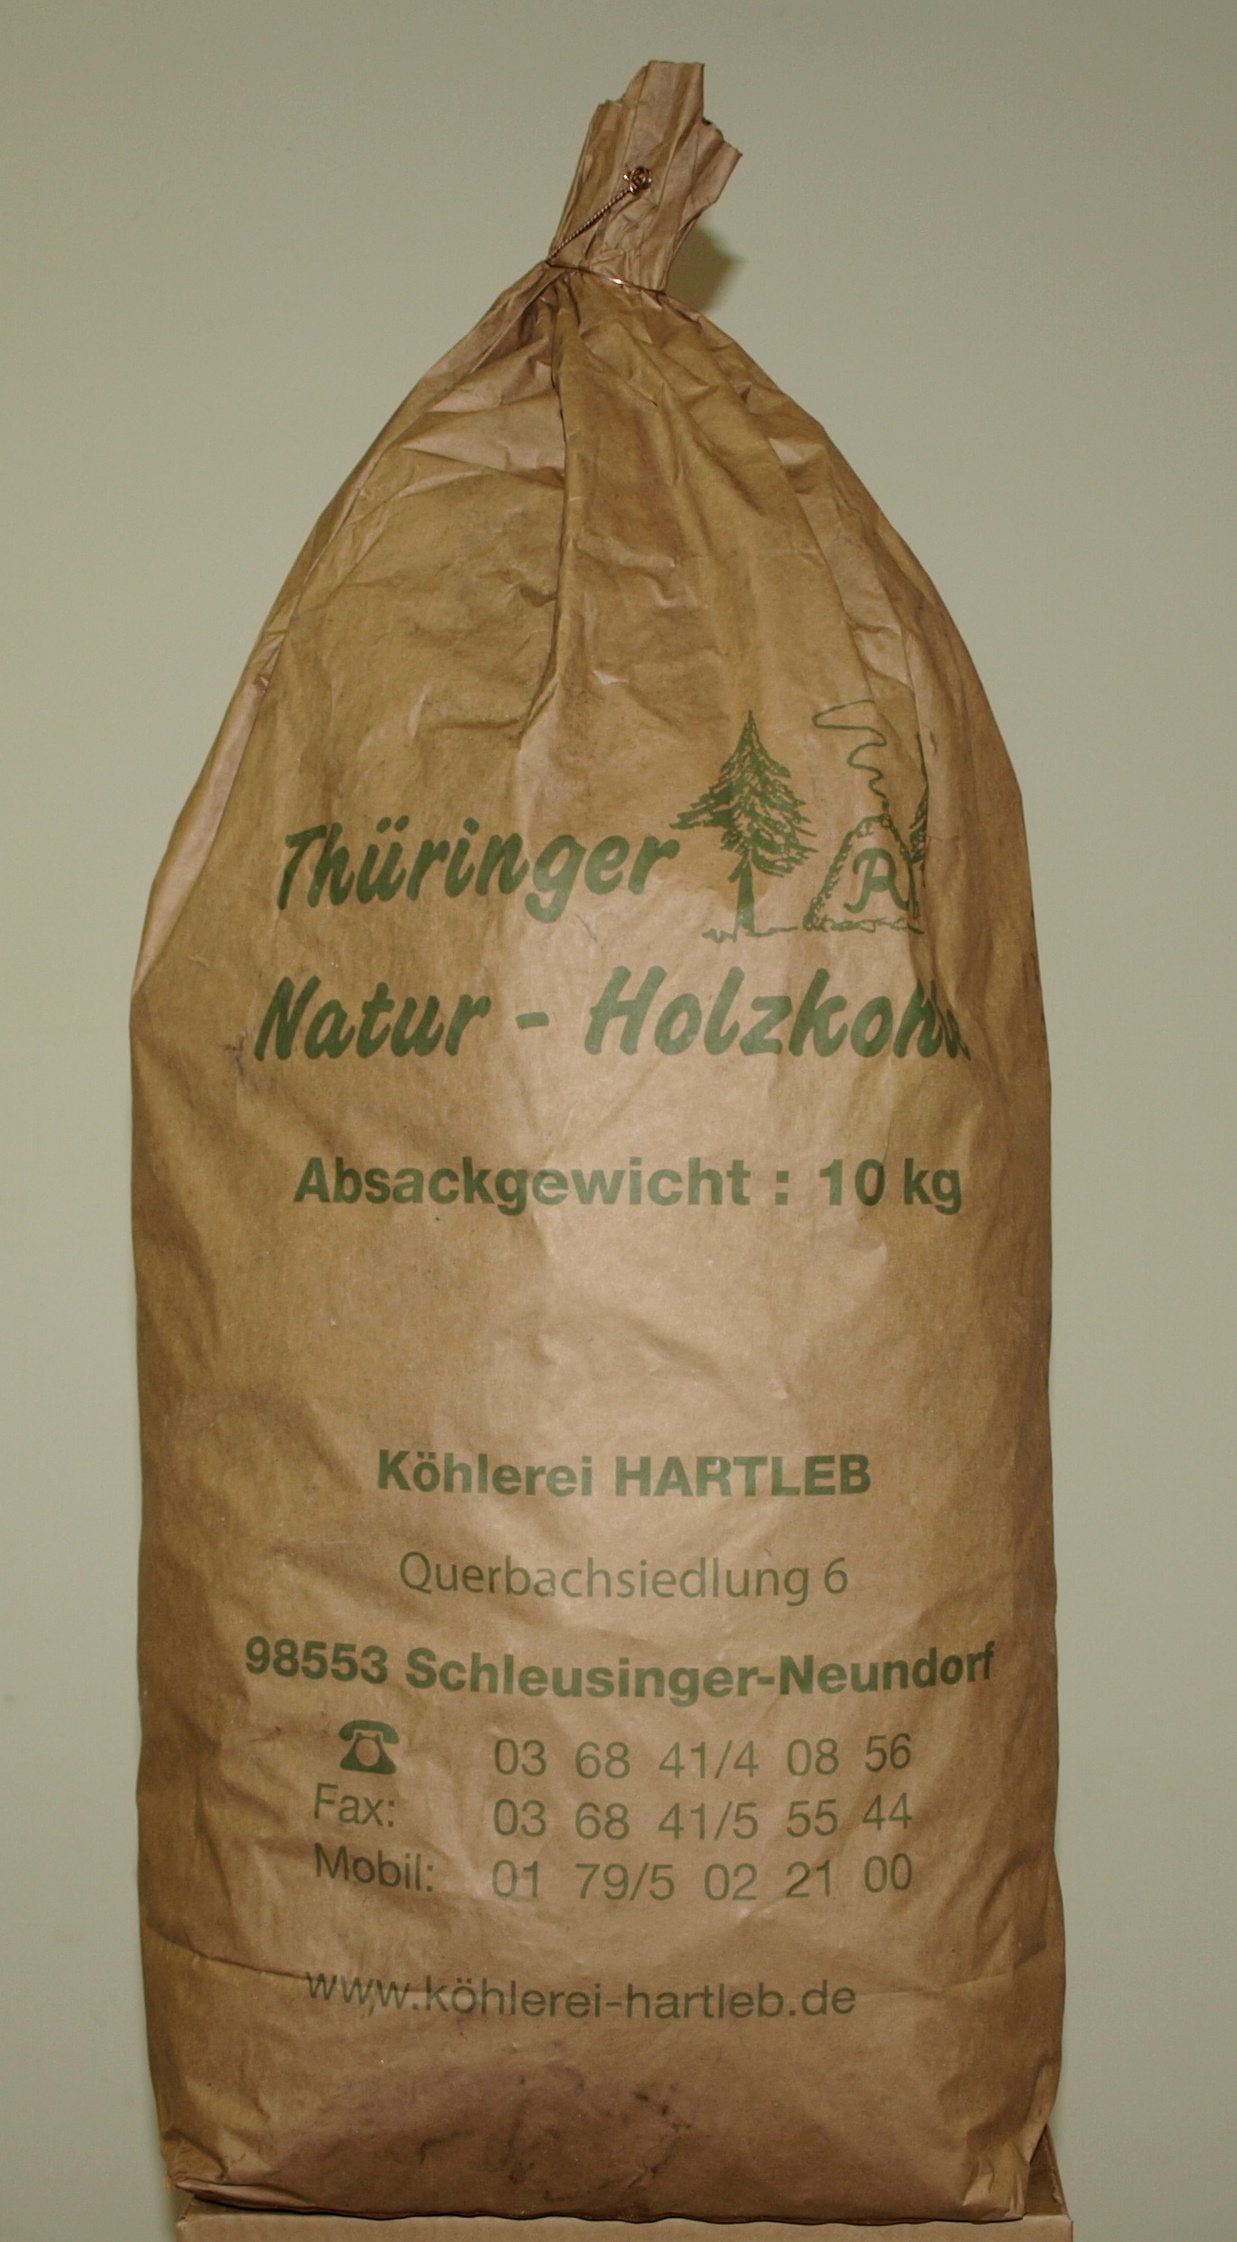 Thüringer
Natur - Holzkohle
Absackgewicht : 10 kg
Köhlerei HARTLEB
Querbachsiedlung 6
98553 Schleusinger-Neundorf
☎ 03 68 41/4 08 56
Fax: 03 68 41/5 55 44
Mobil: 01 79/5 02 21 00
www.köhlerei-hartleb.de